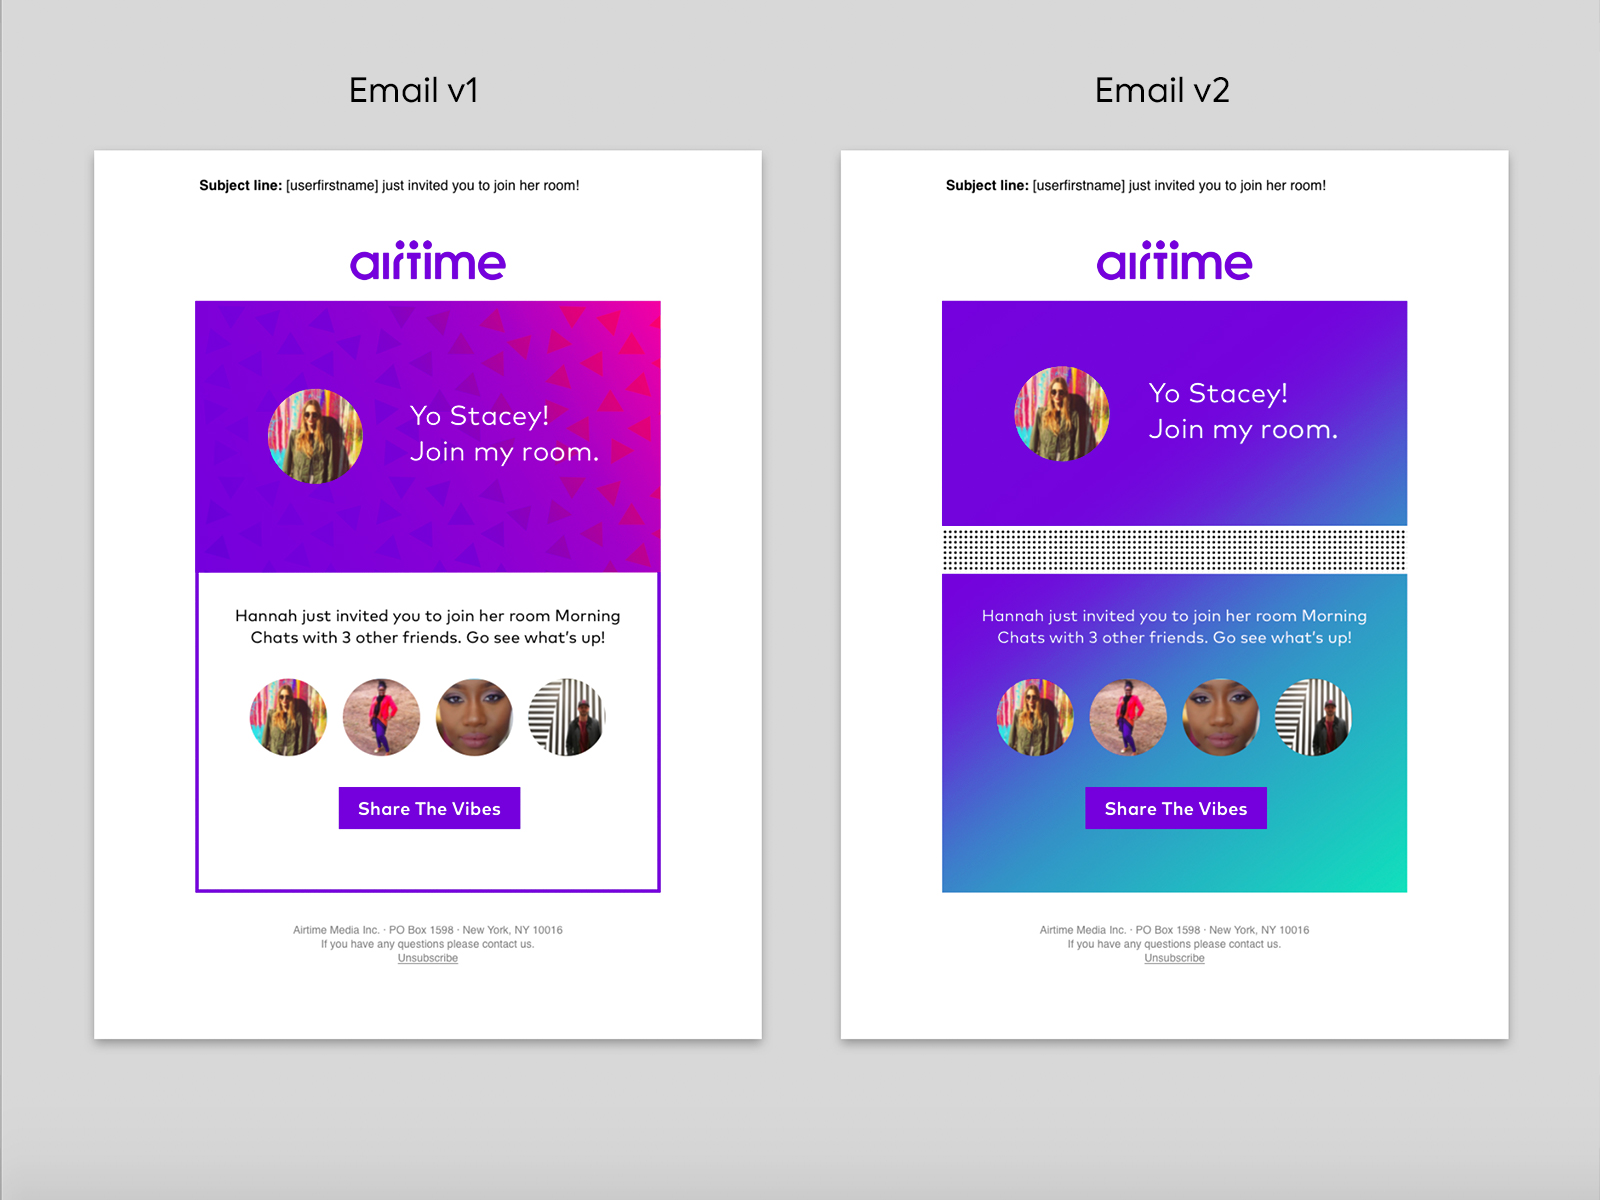 Email v1
Subject line: [userfirstname] just invited you to join her room!
airtime
Yo Stacey!
Join my room.
Hannah just invited you to join her room Morning
Chats with 3 other friends. Go see what’s up!
Share The Vibes
Airtime Media Inc. · PO Box 1598 · New York, NY 10016
If you have any questions please contact us.
Unsubscribe
Email v2
Subject line: [userfirstname] just invited you to join her room!
airtime
Yo Stacey!
Join my room.
Hannah just invited you to join her room Morning
Chats with 3 other friends. Go see what’s up!
Share The Vibes
Airtime Media Inc. · PO Box 1598 · New York, NY 10016
If you have any questions please contact us.
Unsubscribe